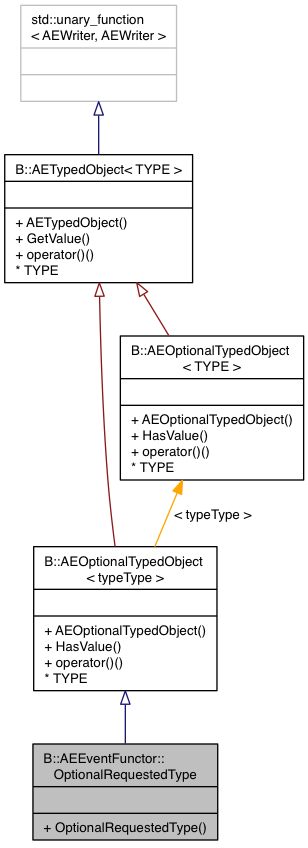 std::unary_function
< AEWriter, AEWriter >
B::AETypedObject< TYPE >
+ AETypedObject()
+ GetValue()
+ operator()()
* TYPE
B::AEOptionalTypedObject
< TYPE >
+ AEOptionalTypedObject()
+ HasValue()
+ operator()()
* TYPE
< typeType >
B::AEOptionalTypedObject
< typeType >
+ AEOptionalTypedObject()
+ HasValue()
+ operator()()
* TYPE
B::AEEventFunctor::
OptionalRequestedType
+ OptionalRequestedType()